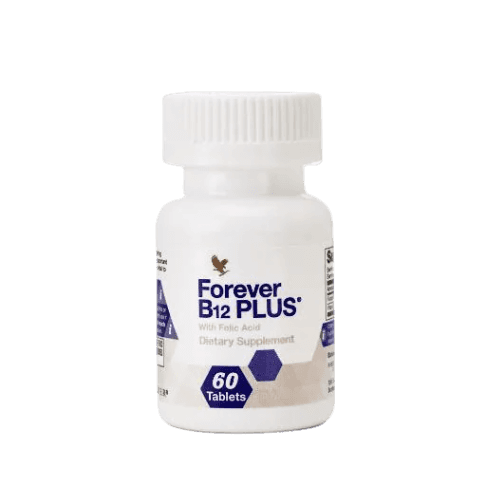 Forever
B12 PLUS®
With Folic Acid
Dietary Supplement
60
Tablets